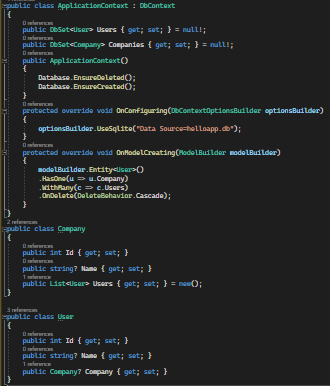 public class ApplicationContext : DbContext
{
0 references
public DbSet<User> Users { get; set; } = null!;
0 references
public DbSet<Company> Companies { get; set; } = null!;
0 references
public ApplicationContext()
{
Database.EnsureDeleted();
Database.EnsureCreated();
}
0 references
protected override void OnConfiguring(DbContextOptionsBuilder optionsBuilder)
{
optionsBuilder.UseSqlite("Data Source=helloapp.db");
}
0 references
protected override void OnModelCreating(ModelBuilder modelBuilder)
{
modelBuilder.Entity<User>()
.HasOne(u => u.Company)
.WithMany(c => c.Users)
.OnDelete(DeleteBehavior.Cascade);
}
}
2 references
public class Company
{
0 references
public int Id { get; set; }
0 references
public string? Name { get; set; }
1 reference
public List<User> Users { get; set; } = new();
}
3 references
public class User
{
0 references
public int Id { get; set; }
0 references
public string? Name { get; set; }
1 reference
public Company? Company { get; set; }
}